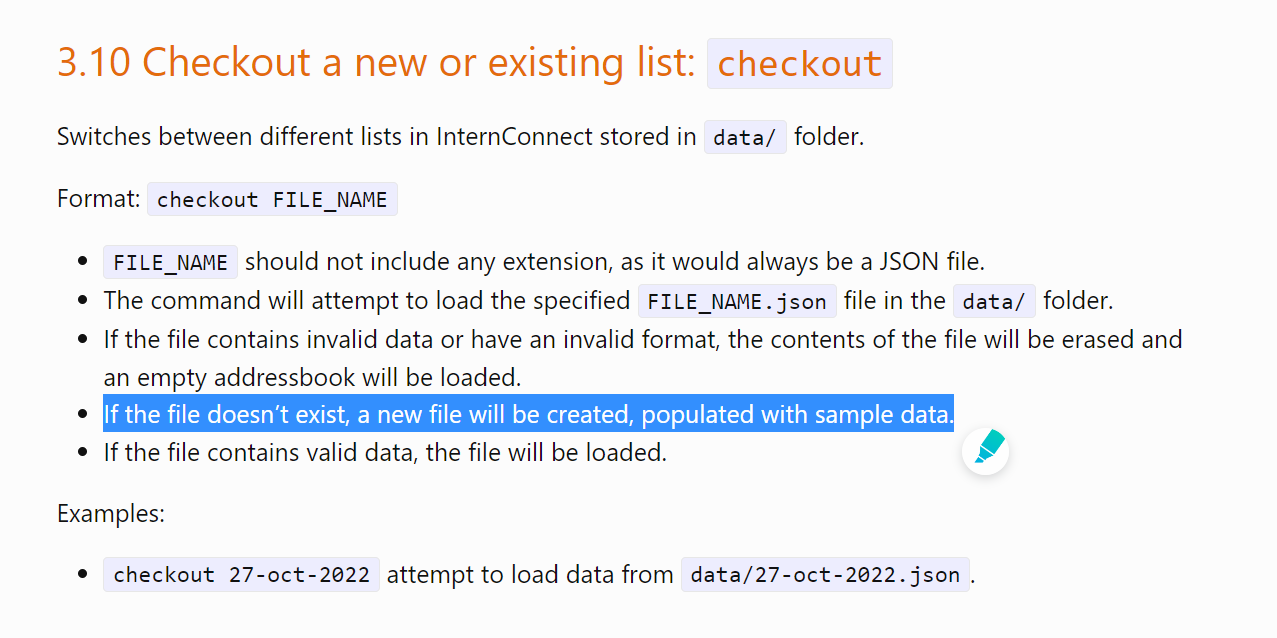 3.10 Checkout a new or existing list: checkout
Switches between different lists in InternConnect stored in data/ folder.
Format: checkout FILE_NAME
• FILE_NAME should not include any extension, as it would always be a JSON file.
• The command will attempt to load the specified FILE_NAME.json file in the data/ folder.
• If the file contains invalid data or have an invalid format, the contents of the file will be erased and
an empty addressbook will be loaded.
• If the file doesn’t exist, a new file will be created, populated with sample data.
• If the file contains valid data, the file will be loaded.
Examples:
• checkout 27-oct-2022 attempt to load data from data/27-oct-2022.json.